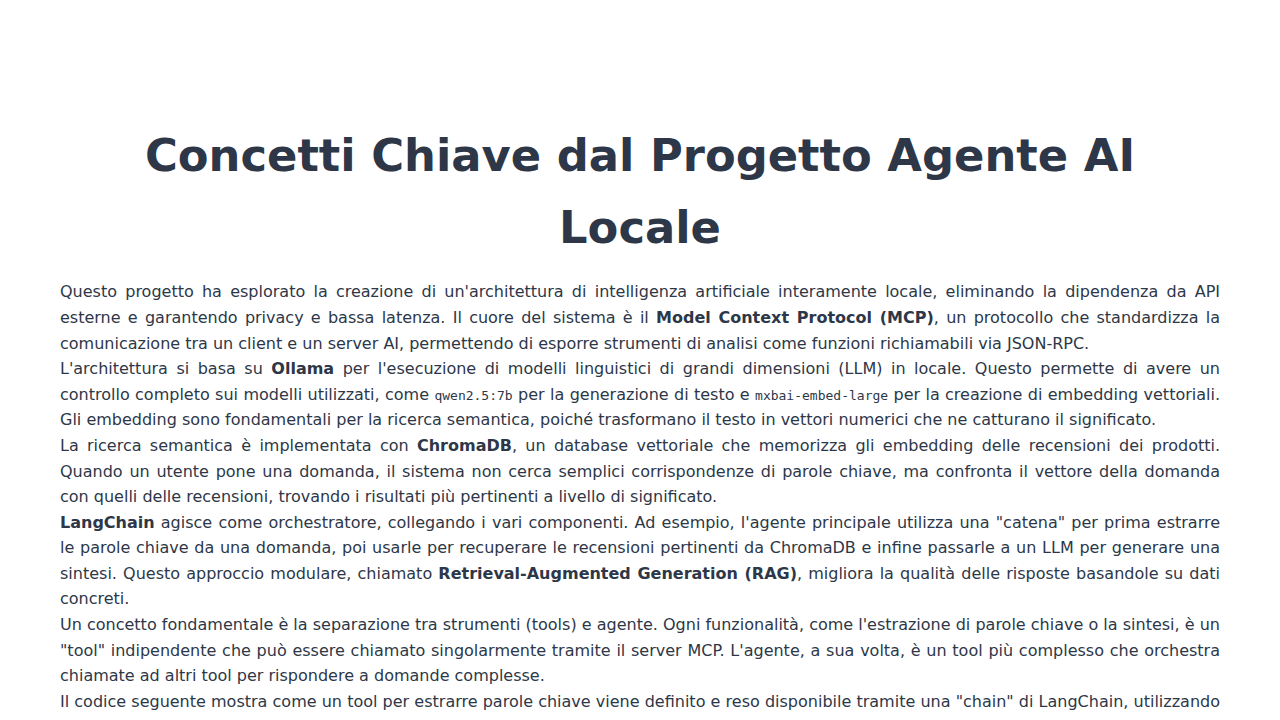 Concetti Chiave dal Progetto Agente AI
Locale
Questo progetto ha esplorato la creazione di un'architettura di intelligenza artificiale interamente locale, eliminando la dipendenza da API
esterne e garantendo privacy e bassa latenza. Il cuore del sistema è il Model Context Protocol (MCP), un protocollo che standardizza la
comunicazione tra un client e un server AI, permettendo di esporre strumenti di analisi come funzioni richiamabili via JSON-RPC.
L'architettura si basa su Ollama per l'esecuzione di modelli linguistici di grandi dimensioni (LLM) in locale. Questo permette di avere un
controllo completo sui modelli utilizzati, come qwen2.5:7b per la generazione di testo e mxbai-embed-large per la creazione di embedding vettoriali.
Gli embedding sono fondamentali per la ricerca semantica, poiché trasformano il testo in vettori numerici che ne catturano il significato.
La ricerca semantica è implementata con ChromaDB, un database vettoriale che memorizza gli embedding delle recensioni dei prodotti.
Quando un utente pone una domanda, il sistema non cerca semplici corrispondenze di parole chiave, ma confronta il vettore della domanda
con quelli delle recensioni, trovando i risultati più pertinenti a livello di significato.
LangChain agisce come orchestratore, collegando i vari componenti. Ad esempio, l'agente principale utilizza una "catena" per prima estrarre
le parole chiave da una domanda, poi usarle per recuperare le recensioni pertinenti da ChromaDB e infine passarle a un LLM per generare una
sintesi. Questo approccio modulare, chiamato Retrieval-Augmented Generation (RAG), migliora la qualità delle risposte basandole su dati
concreti.
Un concetto fondamentale è la separazione tra strumenti (tools) e agente. Ogni funzionalità, come l'estrazione di parole chiave o la sintesi, è un
"tool" indipendente che può essere chiamato singolarmente tramite il server MCP. L'agente, a sua volta, è un tool più complesso che orchestra
chiamate ad altri tool per rispondere a domande complesse.
Il codice seguente mostra come un tool per estrarre parole chiave viene definito e reso disponibile tramite una "chain" di LangChain, utilizzando